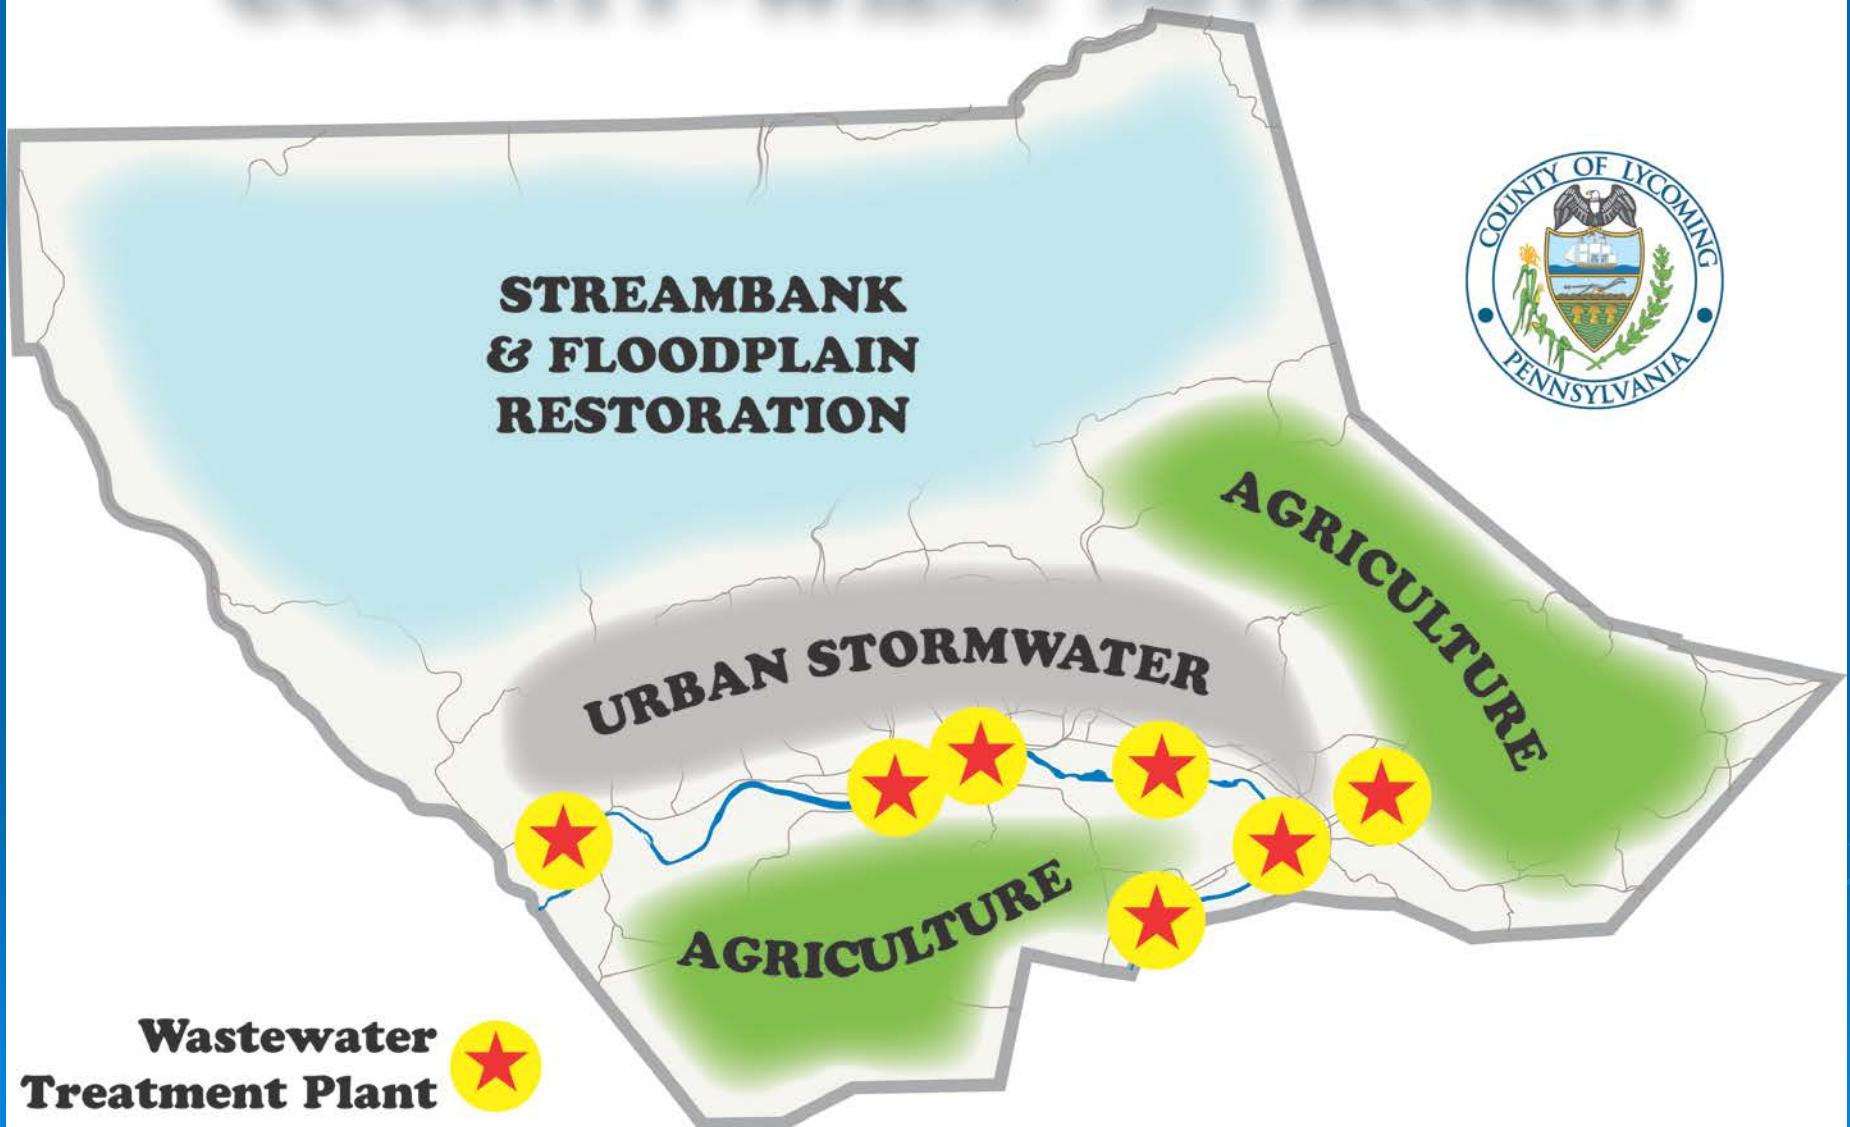 STREAMBANK
& FLOODPLAIN
RESTORATION
COUNTY OF LYCOMING
PENNSYLVANIA
AGRICULTURE
URBAN STORMWATER
AGRICULTURE
Wastewater
Treatment Plant